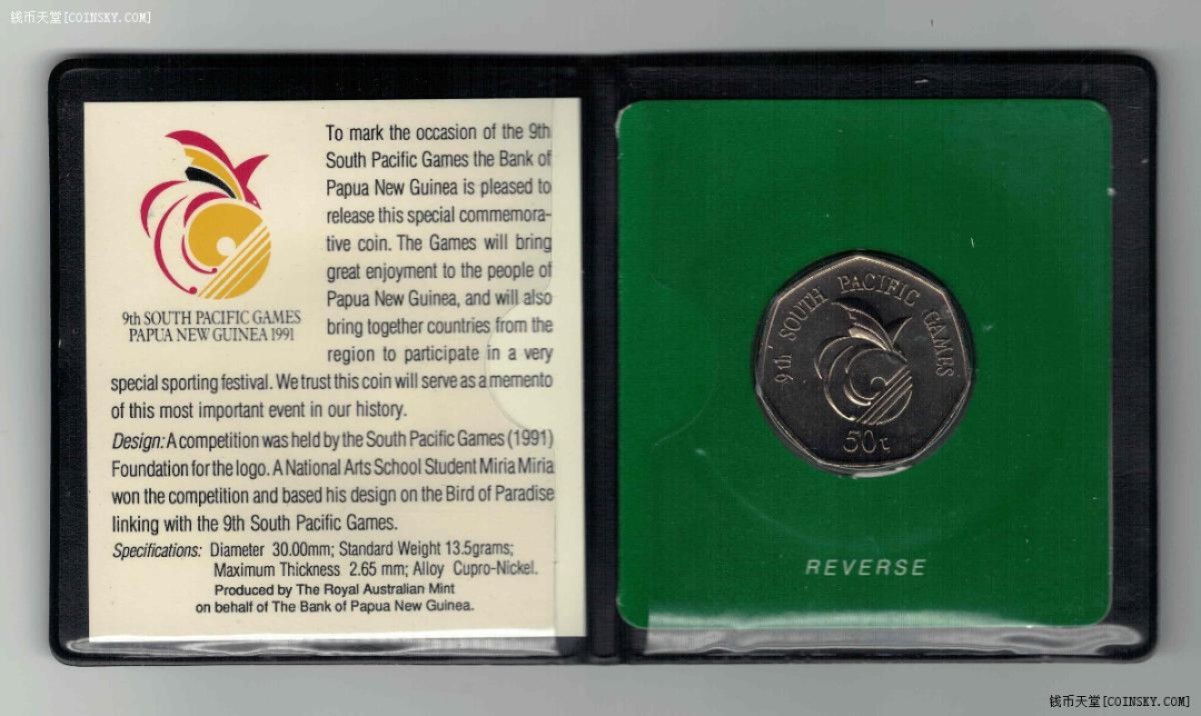 钱币天堂[COINSKY.COM]
To mark the occasion of the 9th
South Pacific Games the Bank of
Papua New Guinea is pleased to
release this special commemora-
tive coin. The Games will bring
great enjoyment to the people of
Papua New Guinea, and will also
bring together countries from the
region to participate in a very
special sporting festival. We trust this coin will serve as a memento
of this most important event in our history.
9th SOUTH PACIFIC GAMES
PAPUA NEW GUINEA 1991
Design: A competition was held by the South Pacific Games (1991)
Foundation for the logo. A National Arts School Student Miria Miria
won the competition and based his design on the Bird of Paradise
linking with the 9th South Pacific Games.
Specifications: Diameter 30.00mm; Standard Weight 13.5grams;
Maximum Thickness 2.65 mm; Alloy Cupro-Nickel.
Produced by The Royal Australian Mint
on behalf of The Bank of Papua New Guinea.
9th SOUTH PACIFIC GAMES
50t
REVERSE
钱币天堂[COINSKY.COM]